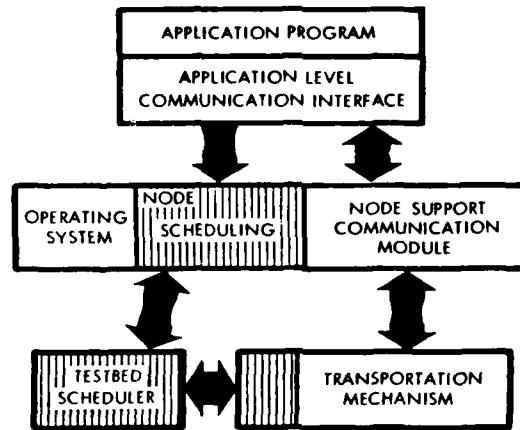 APPLICATION PROGRAM
APPLICATION LEVEL
COMMUNICATION INTERFACE
OPERATING
SYSTEM
NODE
SCHEDULING
NODE SUPPORT
COMMUNICATION
MODULE
TESTBED
SCHEDULER
TRANSPORTATION
MECHANISM